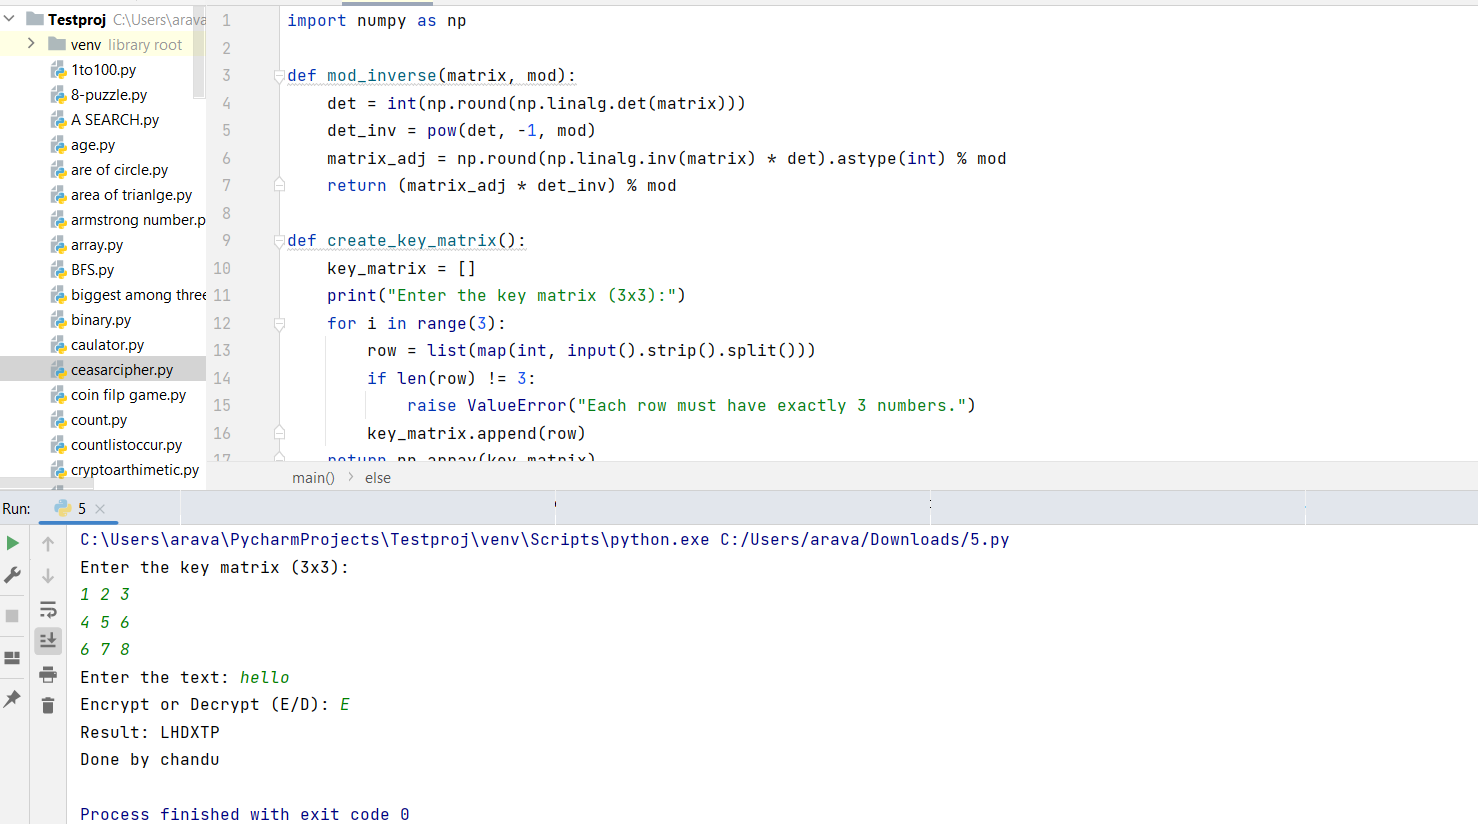 Testproj C:\Users\arava
venv library root
1to100.py
8-puzzle.py
A SEARCH.py
age.py
are of circle.py
area of trianlge.py
armstrong number.p
array.py
BFS.py
biggest among three
binary.py
caulator.py
ceasarcipher.py
coin filp game.py
count.py
countlistoccur.py
cryptoarthimetic.py
1 import numpy as np
2
3 def mod_inverse(matrix, mod):
4 det = int(np.round(np.linalg.det(matrix)))
5 det_inv = pow(det, -1, mod)
6 matrix_adj = np.round(np.linalg.inv(matrix) * det).astype(int) % mod
7 return (matrix_adj * det_inv) % mod
8
9 def create_key_matrix():
10 key_matrix = []
11 print("Enter the key matrix (3x3):")
12 for i in range(3):
13 row = list(map(int, input().strip().split()))
14 if len(row) != 3:
15 raise ValueError("Each row must have exactly 3 numbers.")
16 key_matrix.append(row)
17 return np.array(key_matrix)
main() › else
Run: 5
C:\Users\arava\PycharmProjects\Testproj\venv\Scripts\python.exe C:/Users/arava/Downloads/5.py
Enter the key matrix (3x3):
1 2 3
4 5 6
6 7 8
Enter the text: hello
Encrypt or Decrypt (E/D): E
Result: LHDXTP
Done by chandu
Process finished with exit code 0